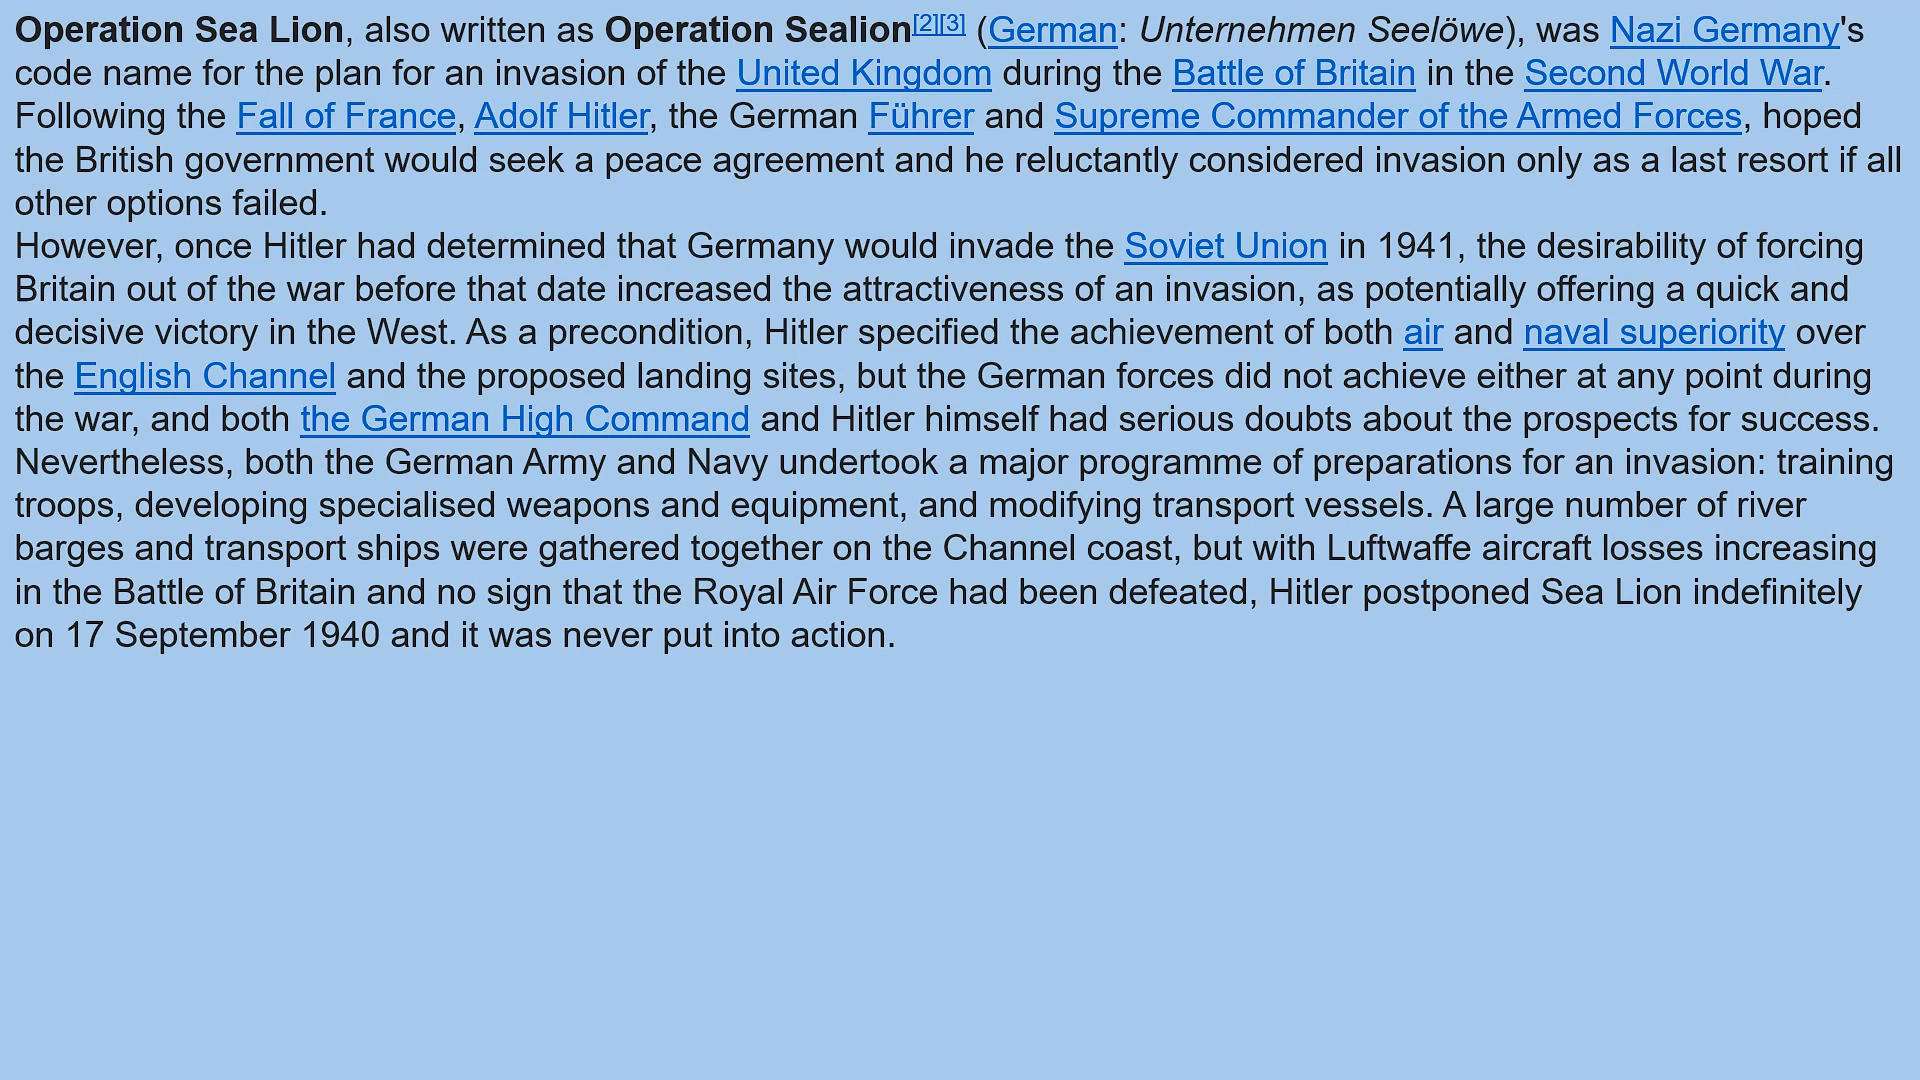 Operation Sea Lion, also written as Operation Sealion[2][3] (German: Unternehmen Seelöwe), was Nazi Germany's
code name for the plan for an invasion of the United Kingdom during the Battle of Britain in the Second World War.
Following the Fall of France, Adolf Hitler, the German Führer and Supreme Commander of the Armed Forces, hoped
the British government would seek a peace agreement and he reluctantly considered invasion only as a last resort if all
other options failed.
However, once Hitler had determined that Germany would invade the Soviet Union in 1941, the desirability of forcing
Britain out of the war before that date increased the attractiveness of an invasion, as potentially offering a quick and
decisive victory in the West. As a precondition, Hitler specified the achievement of both air and naval superiority over
the English Channel and the proposed landing sites, but the German forces did not achieve either at any point during
the war, and both the German High Command and Hitler himself had serious doubts about the prospects for success.
Nevertheless, both the German Army and Navy undertook a major programme of preparations for an invasion: training
troops, developing specialised weapons and equipment, and modifying transport vessels. A large number of river
barges and transport ships were gathered together on the Channel coast, but with Luftwaffe aircraft losses increasing
in the Battle of Britain and no sign that the Royal Air Force had been defeated, Hitler postponed Sea Lion indefinitely
on 17 September 1940 and it was never put into action.